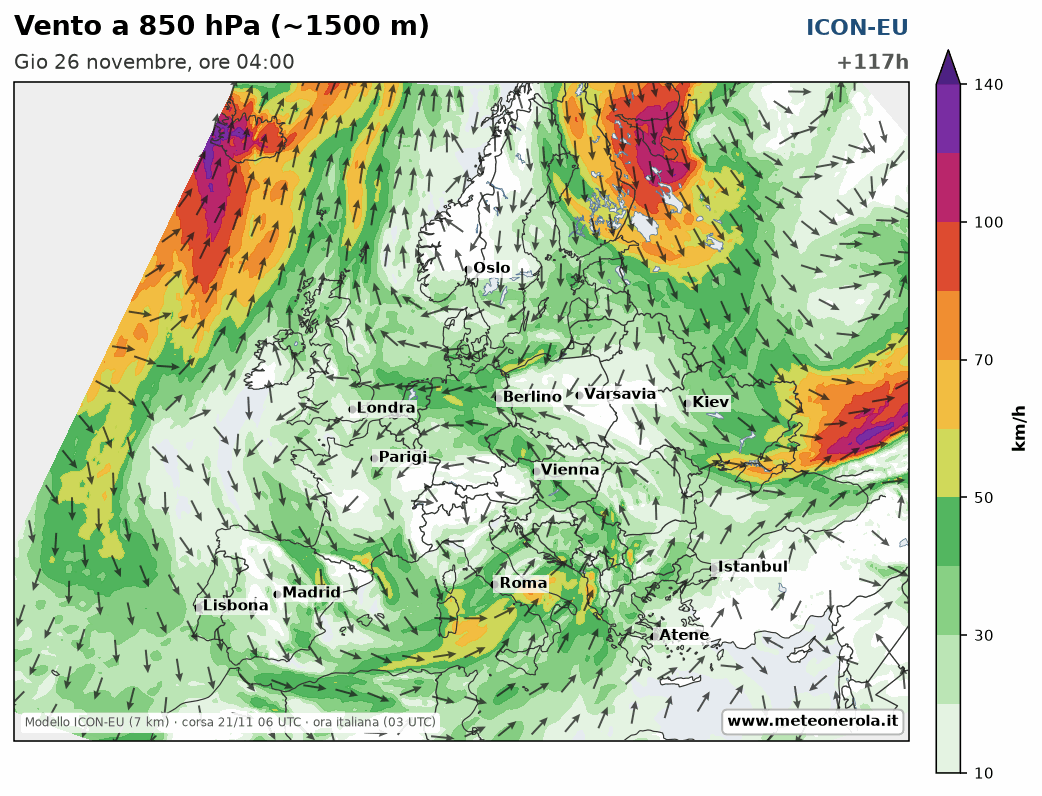 Vento a 850 hPa (~1500 m)
ICON-EU
Gio 26 novembre, ore 04:00
+117h
140
100
70
50
30
10
km/h
Oslo
Londra
Berlino
Varsavia
Kiev
Parigi
Vienna
Istanbul
Roma
Madrid
Lisbona
Atene
Modello ICON-EU (7 km) · corsa 21/11 06 UTC · ora italiana (03 UTC)
www.meteonerola.it